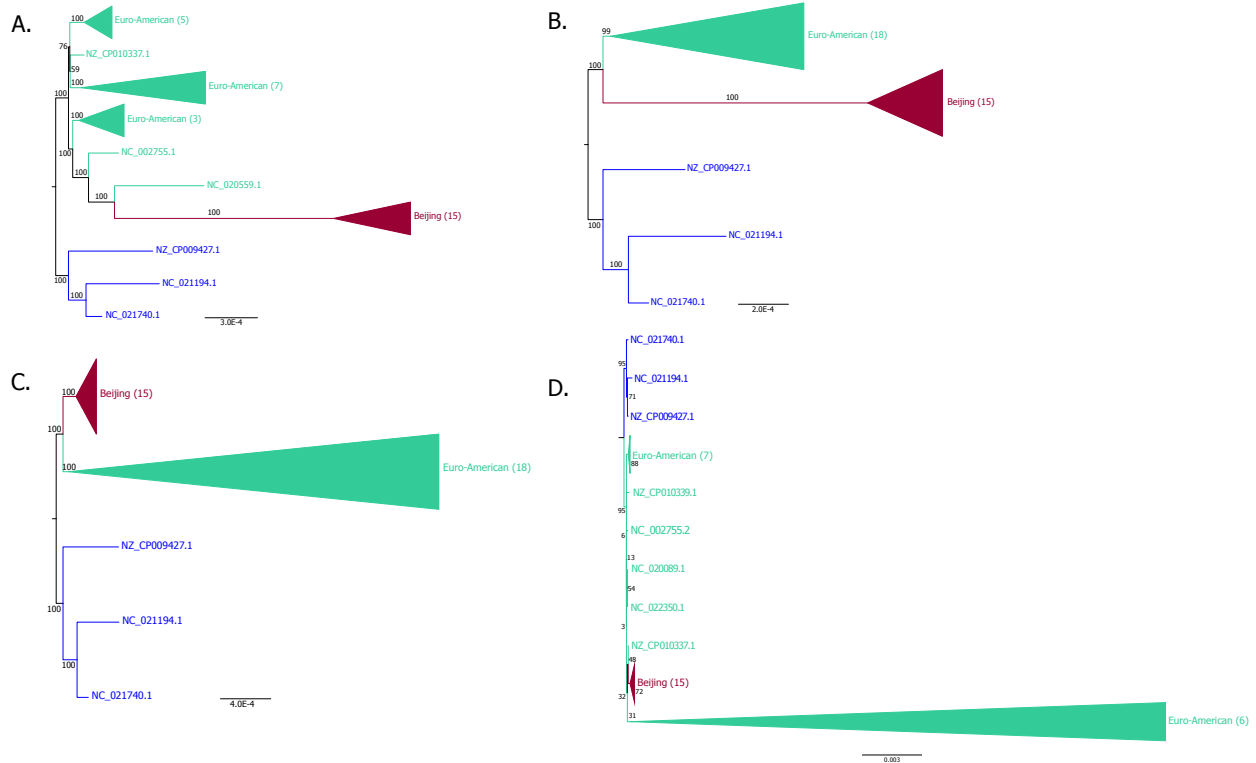 A.
100
Euro-American (5)
76
NZ_CP010337.1
59
100
Euro-American (7)
100
100
Euro-American (3)
100
NC_002755.1
100
NC_020559.1
100
100
Beijing (15)
NZ_CP009427.1
100
NC_021194.1
100
NC_021740.1
3.0E-4
B.
99
Euro-American (18)
100
100
Beijing (15)
NZ_CP009427.1
100
NC_021194.1
100
NC_021740.1
2.0E-4
C.
100
Beijing (15)
100
100
Euro-American (18)
NZ_CP009427.1
100
NC_021194.1
100
NC_021740.1
4.0E-4
D.
NC_021740.1
95
NC_021194.1
71
NZ_CP009427.1
Euro-American (7)
88
NZ_CP010339.1
95
NC_002755.2
6
13
NC_020089.1
54
NC_022350.1
3
NZ_CP010337.1
48
Beijing (15)
72
32
31
Euro-American (6)
0.003